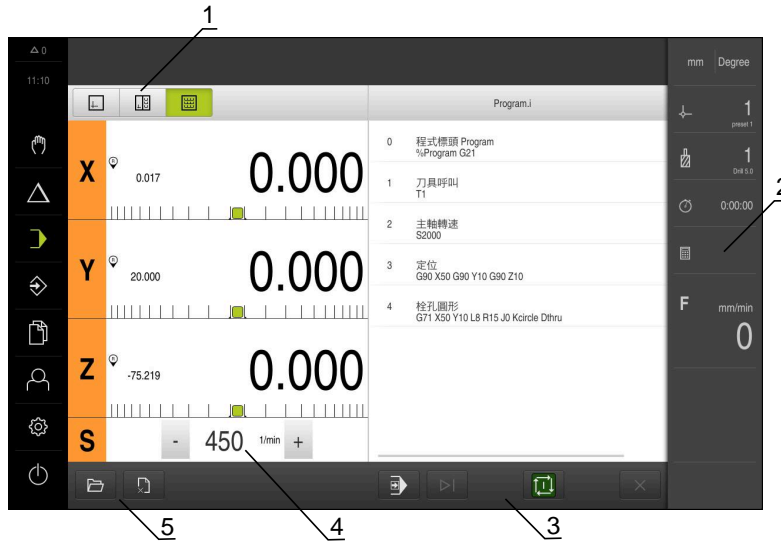 1
0
11:10
mm Degree
Program.i
1
preset 1
1
Drill 5.0
2
0:00:00
F mm/min
0
X R 0.017 0.000
Y R 20.000 0.000
Z R -75.219 0.000
S - 450 1/min +
0 程式標頭 Program
%Program G21
1 刀具呼叫
T1
2 主軸轉速
S2000
3 定位
G90 X50 G90 Y10 G90 Z10
4 栓孔圓形
G71 X50 Y10 L8 R15 J0 Kcircle Dthru
5
4
3